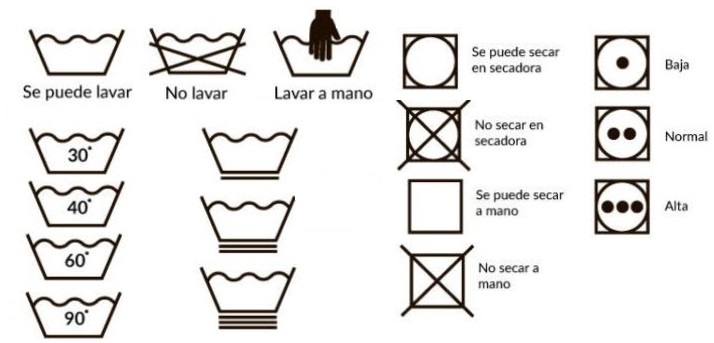 Se puede lavar
No lavar
Lavar a mano
30°
40°
60°
90°
Se puede secar
en secadora
No secar en
secadora
Se puede secar
a mano
No secar a
mano
Baja
Normal
Alta